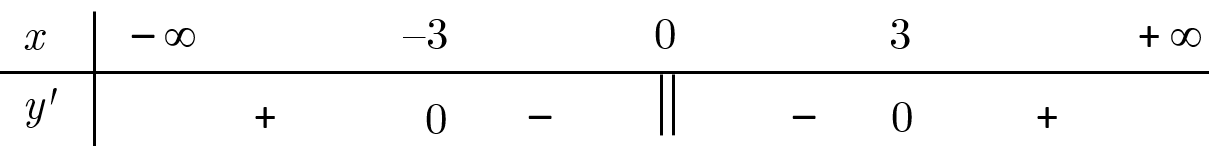 x −∞ –3 0 3 +∞
y′ + 0 − || − 0 +